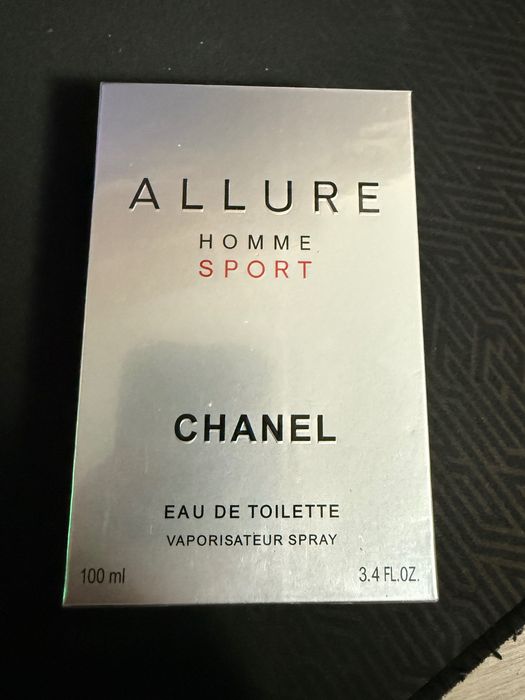 ALLURE
HOMME
SPORT
CHANEL
EAU DE TOILETTE
VAPORISATEUR SPRAY
100 ml 3.4 FL.OZ.